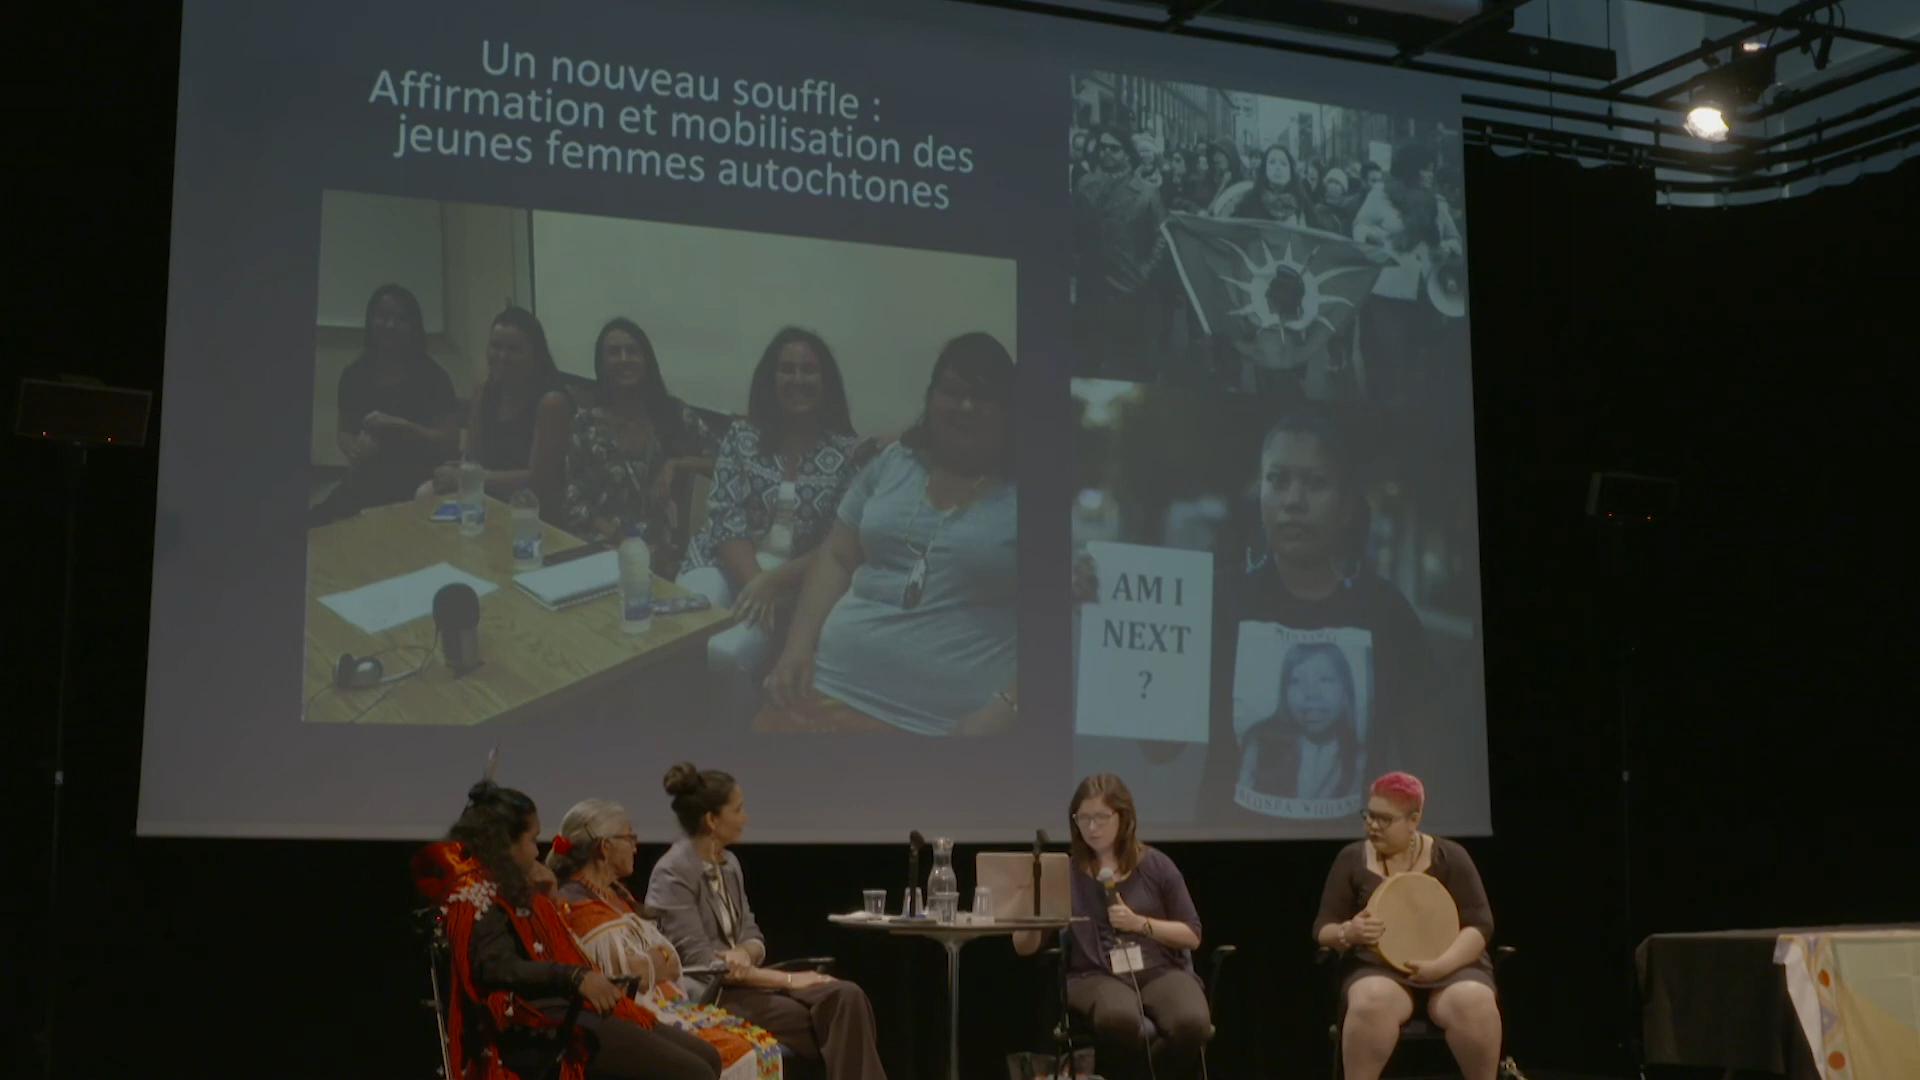 Un nouveau souffle :
Affirmation et mobilisation des
jeunes femmes autochtones
AM I
NEXT
?